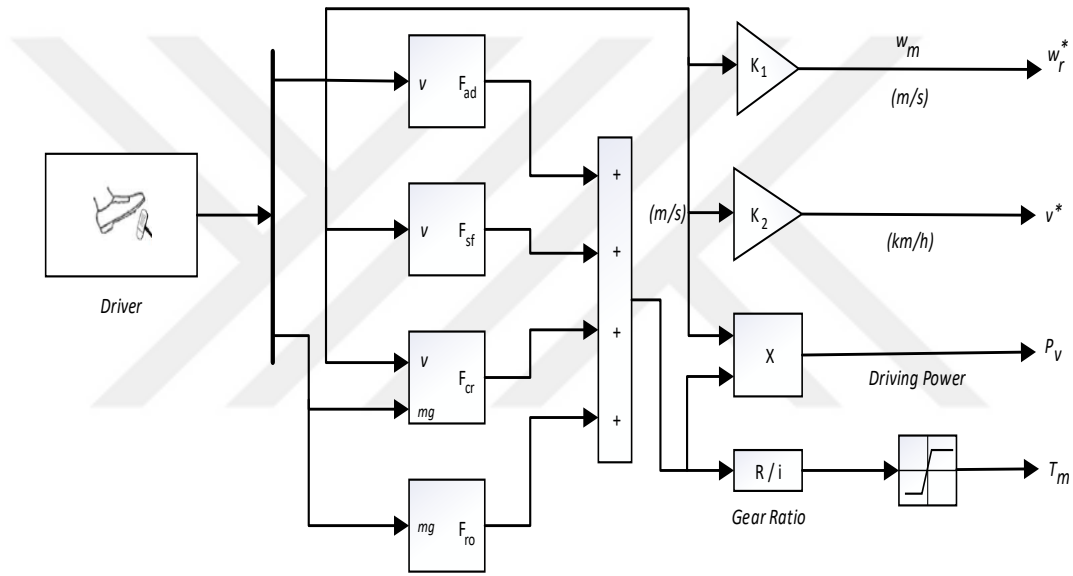 v
F_ad
K_1
w_m
w_r^*
(m/s)
+
v
F_sf
+
(m/s)
K_2
v^*
(km/h)
Driver
v
F_cr
mg
+
X
P_v
Driving Power
+
mg
F_ro
R / i
T_m
Gear Ratio